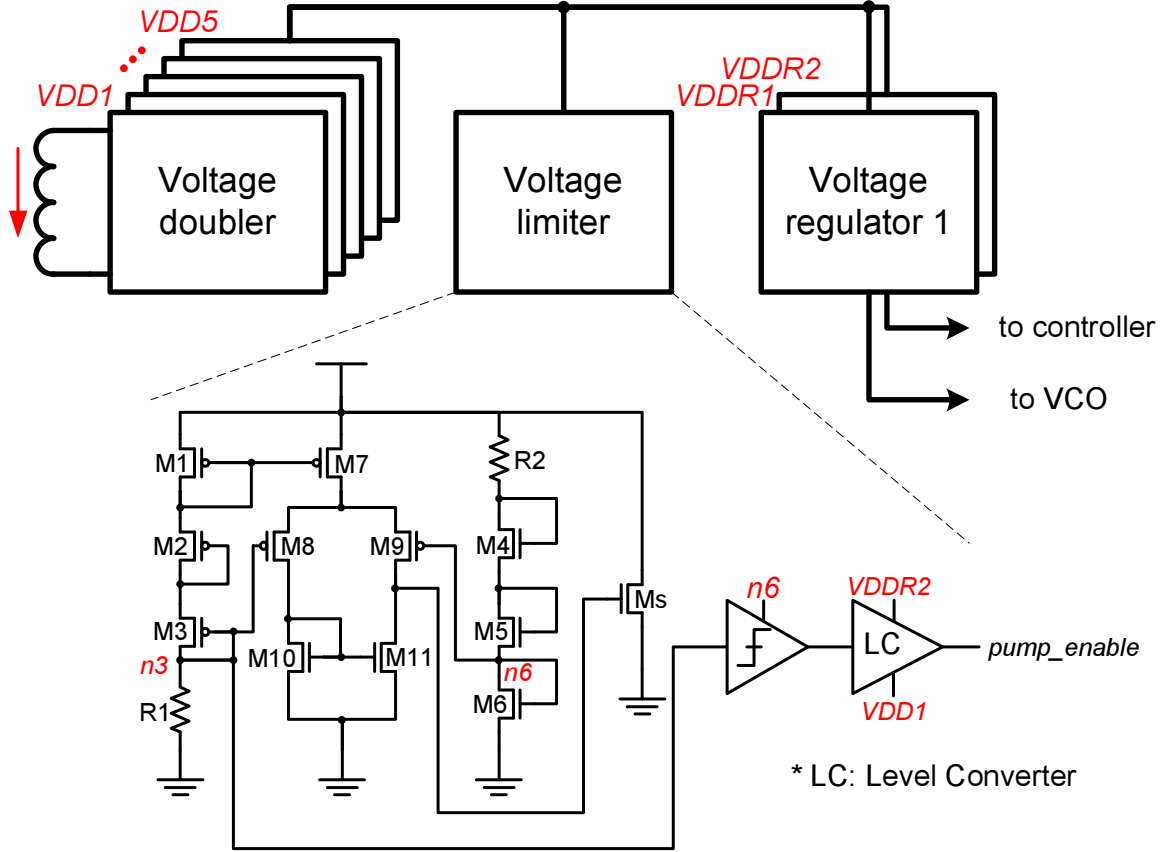 VDD5
VDD1
VDDR2
VDDR1
Voltage
doubler
Voltage
limiter
Voltage
regulator 1
to controller
to VCO
M1
M7
R2
M2
M8
M9
M4
M3
M5
Ms
n3
M10
M11
n6
M6
R1
n6
VDDR2
LC
VDD1
pump_enable
* LC: Level Converter